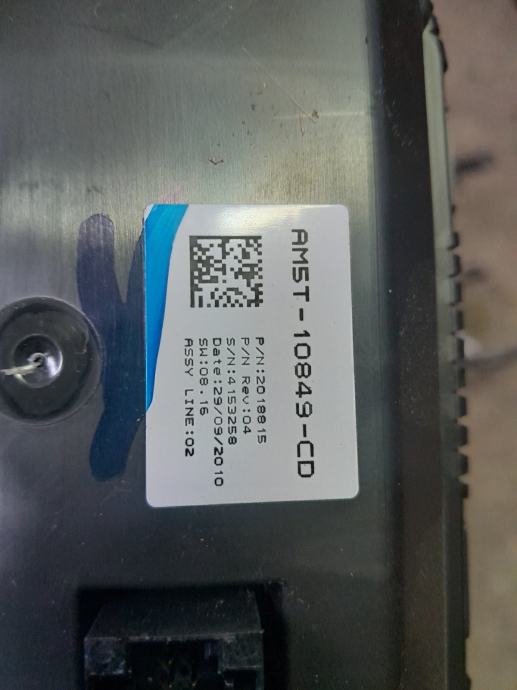 AM5T-10849-CD
P/N:2018815
P/N Rev:04
S/N:4153258
Date:29/09/2010
SW:08.16
ASSY LINE:02